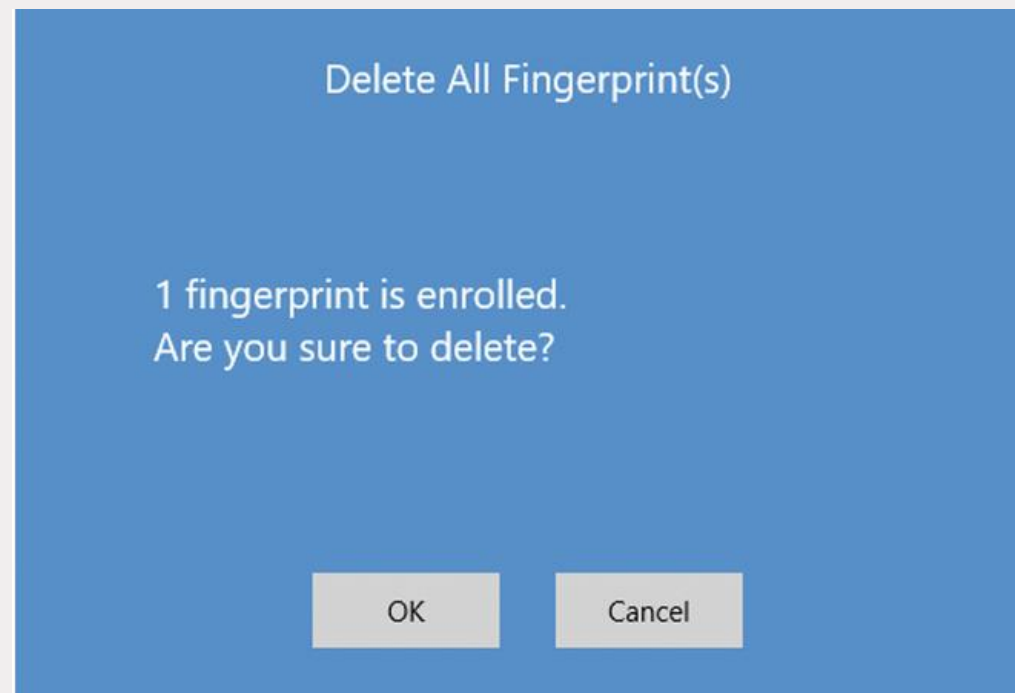 Delete All Fingerprint(s)
1 fingerprint is enrolled.
Are you sure to delete?
OK
Cancel